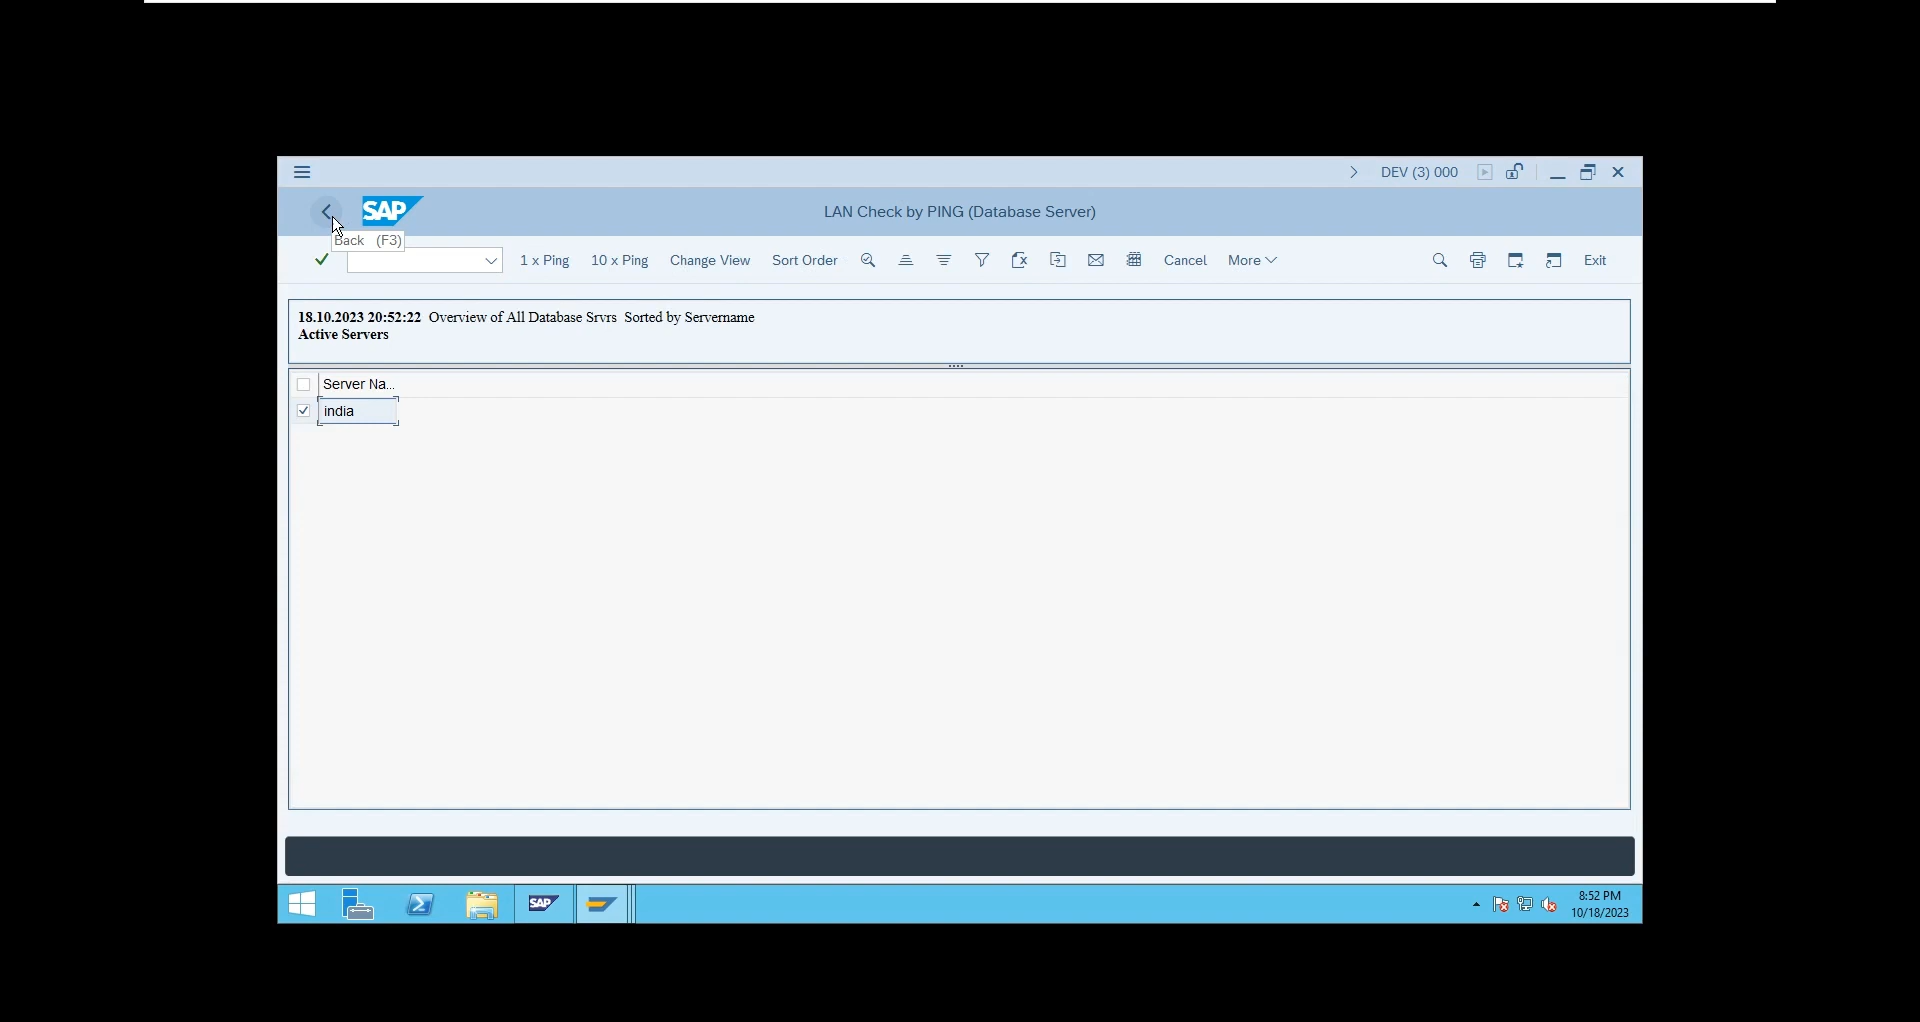 DEV (3) 000
SAP
LAN Check by PING (Database Server)
Back (F3)
1 x Ping 10 x Ping Change View Sort Order Cancel More Exit
18.10.2023 20:52:22 Overview of All Database Srvrs Sorted by Servername
Active Servers
Server Na...
india
SAP
8:52 PM
10/18/2023